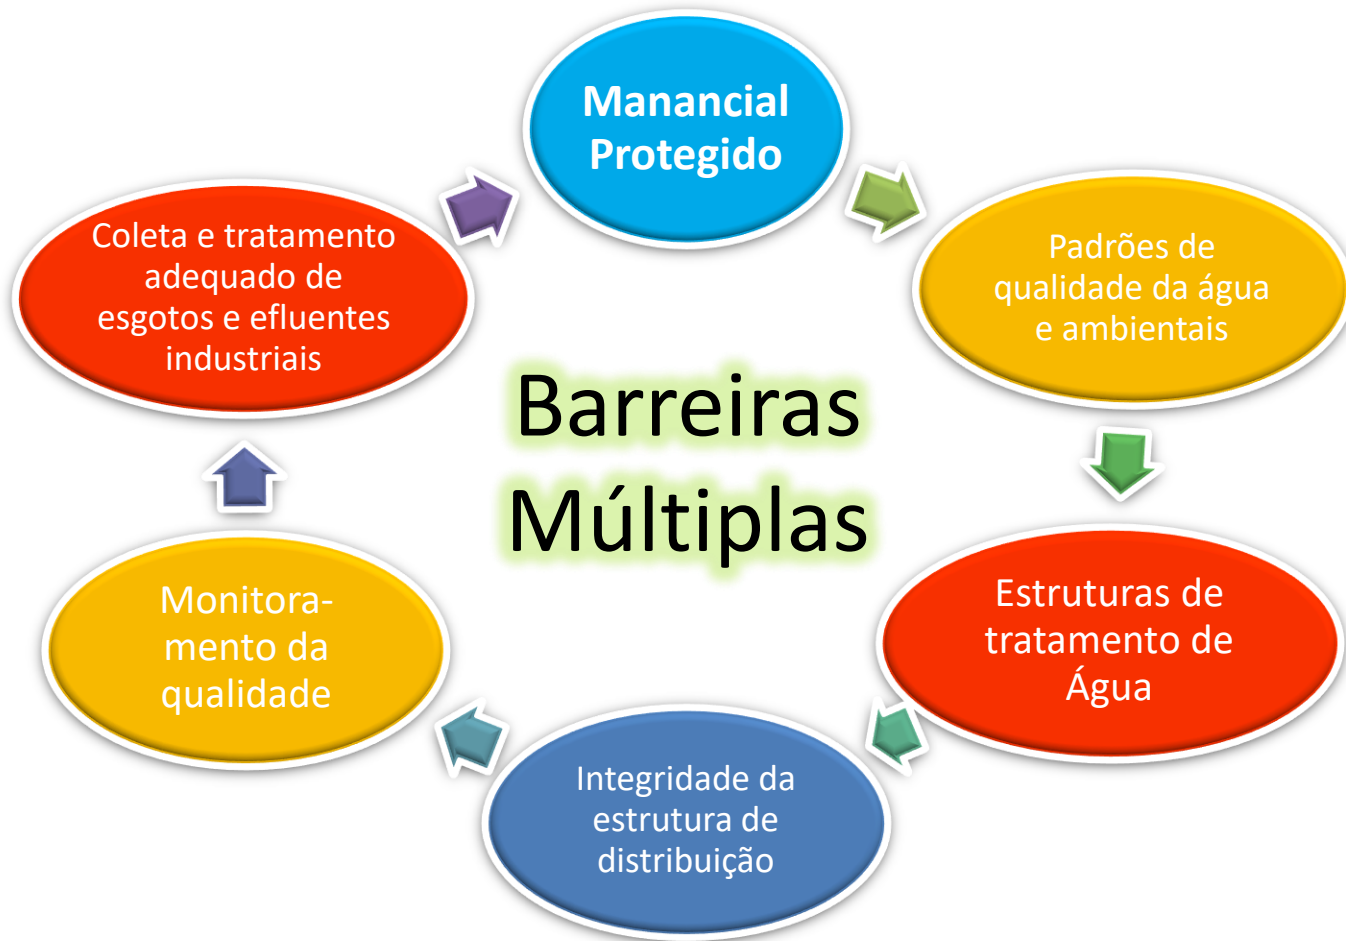 Manancial
Protegido
Padrões de
qualidade da água
e ambientais
Estruturas de
tratamento de
Água
Integridade da
estrutura de
distribuição
Monitora-
mento da
qualidade
Coleta e tratamento
adequado de
esgotos e efluentes
industriais
Barreiras
Múltiplas